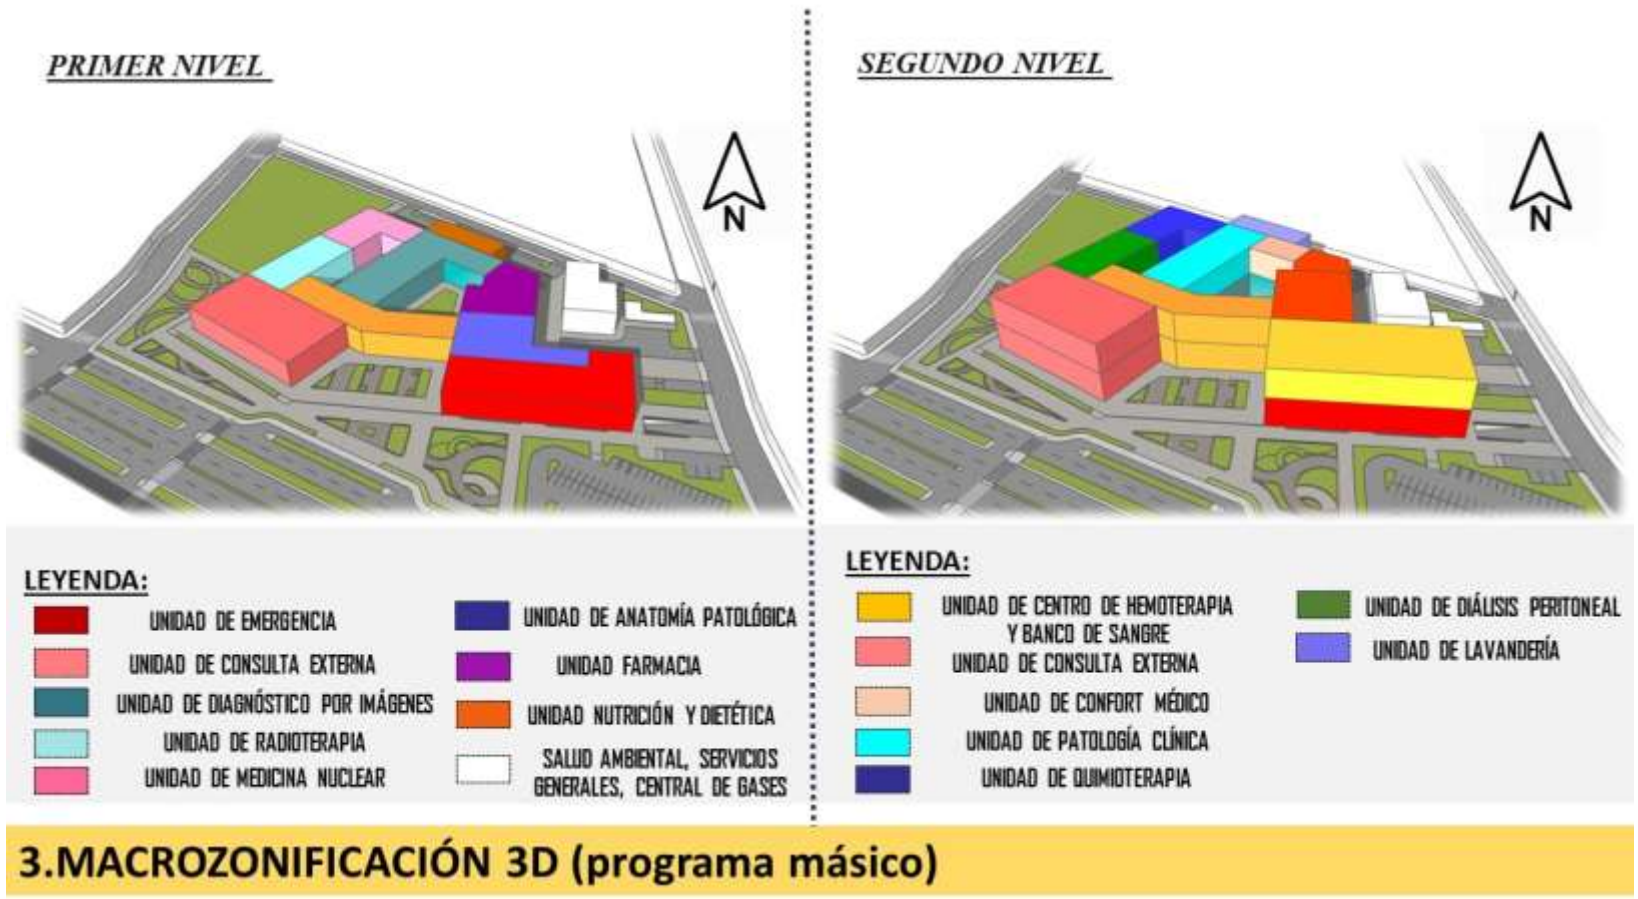 PRIMER NIVEL
N
LEYENDA:
UNIDAD DE EMERGENCIA
UNIDAD DE CONSULTA EXTERNA
UNIDAD DE DIAGNÓSTICO POR IMÁGENES
UNIDAD DE RADIOTERAPIA
UNIDAD DE MEDICINA NUCLEAR
UNIDAD DE ANATOMÍA PATOLÓGICA
UNIDAD FARMACIA
UNIDAD NUTRICIÓN Y DIETÉTICA
SALUD AMBIENTAL, SERVICIOS
GENERALES, CENTRAL DE GASES
SEGUNDO NIVEL
N
LEYENDA:
UNIDAD DE CENTRO DE HEMOTERAPIA
Y BANCO DE SANGRE
UNIDAD DE CONSULTA EXTERNA
UNIDAD DE CONFORT MÉDICO
UNIDAD DE PATOLOGÍA CLÍNICA
UNIDAD DE QUIMIOTERAPIA
UNIDAD DE DIÁLISIS PERITONEAL
UNIDAD DE LAVANDERÍA
3.MACROZONIFICACIÓN 3D (programa másico)